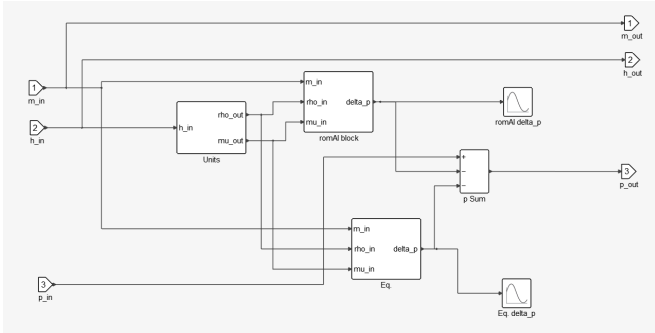 1
m_out
2
h_out
1
m_in
m_in
rho_in
mu_in
delta_p
romAI block
romAI delta_p
2
h_in
h_in
rho_out
mu_out
Units
+
−
−
p Sum
3
p_out
m_in
rho_in
mu_in
delta_p
Eq.
3
p_in
Eq. delta_p